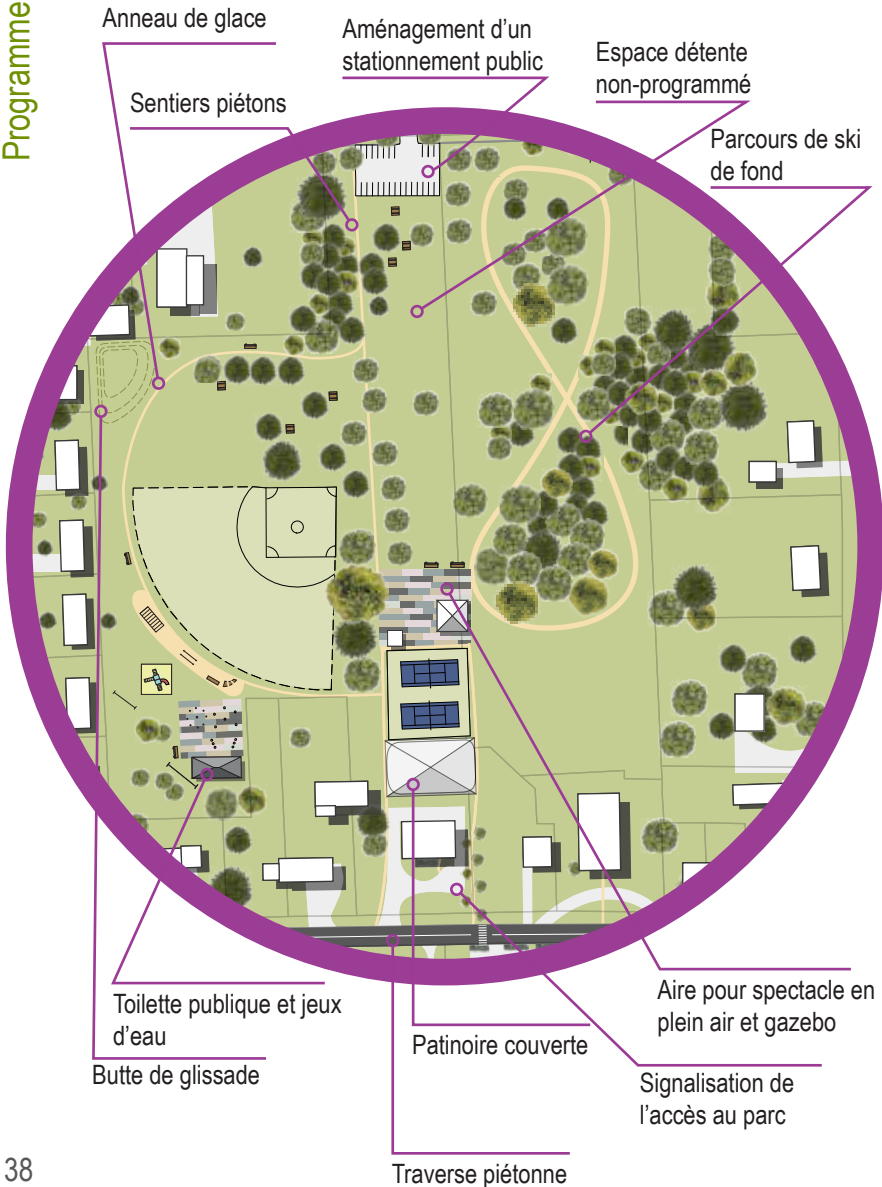 Programme
Anneau de glace
Aménagement d’un
stationnement public
Espace détente
non-programmé
Sentiers piétons
Parcours de ski
de fond
Toilette publique et jeux
d’eau
Butte de glissade
Patinoire couverte
Aire pour spectacle en
plein air et gazebo
Signalisation de
l’accès au parc
Traverse piétonne
38